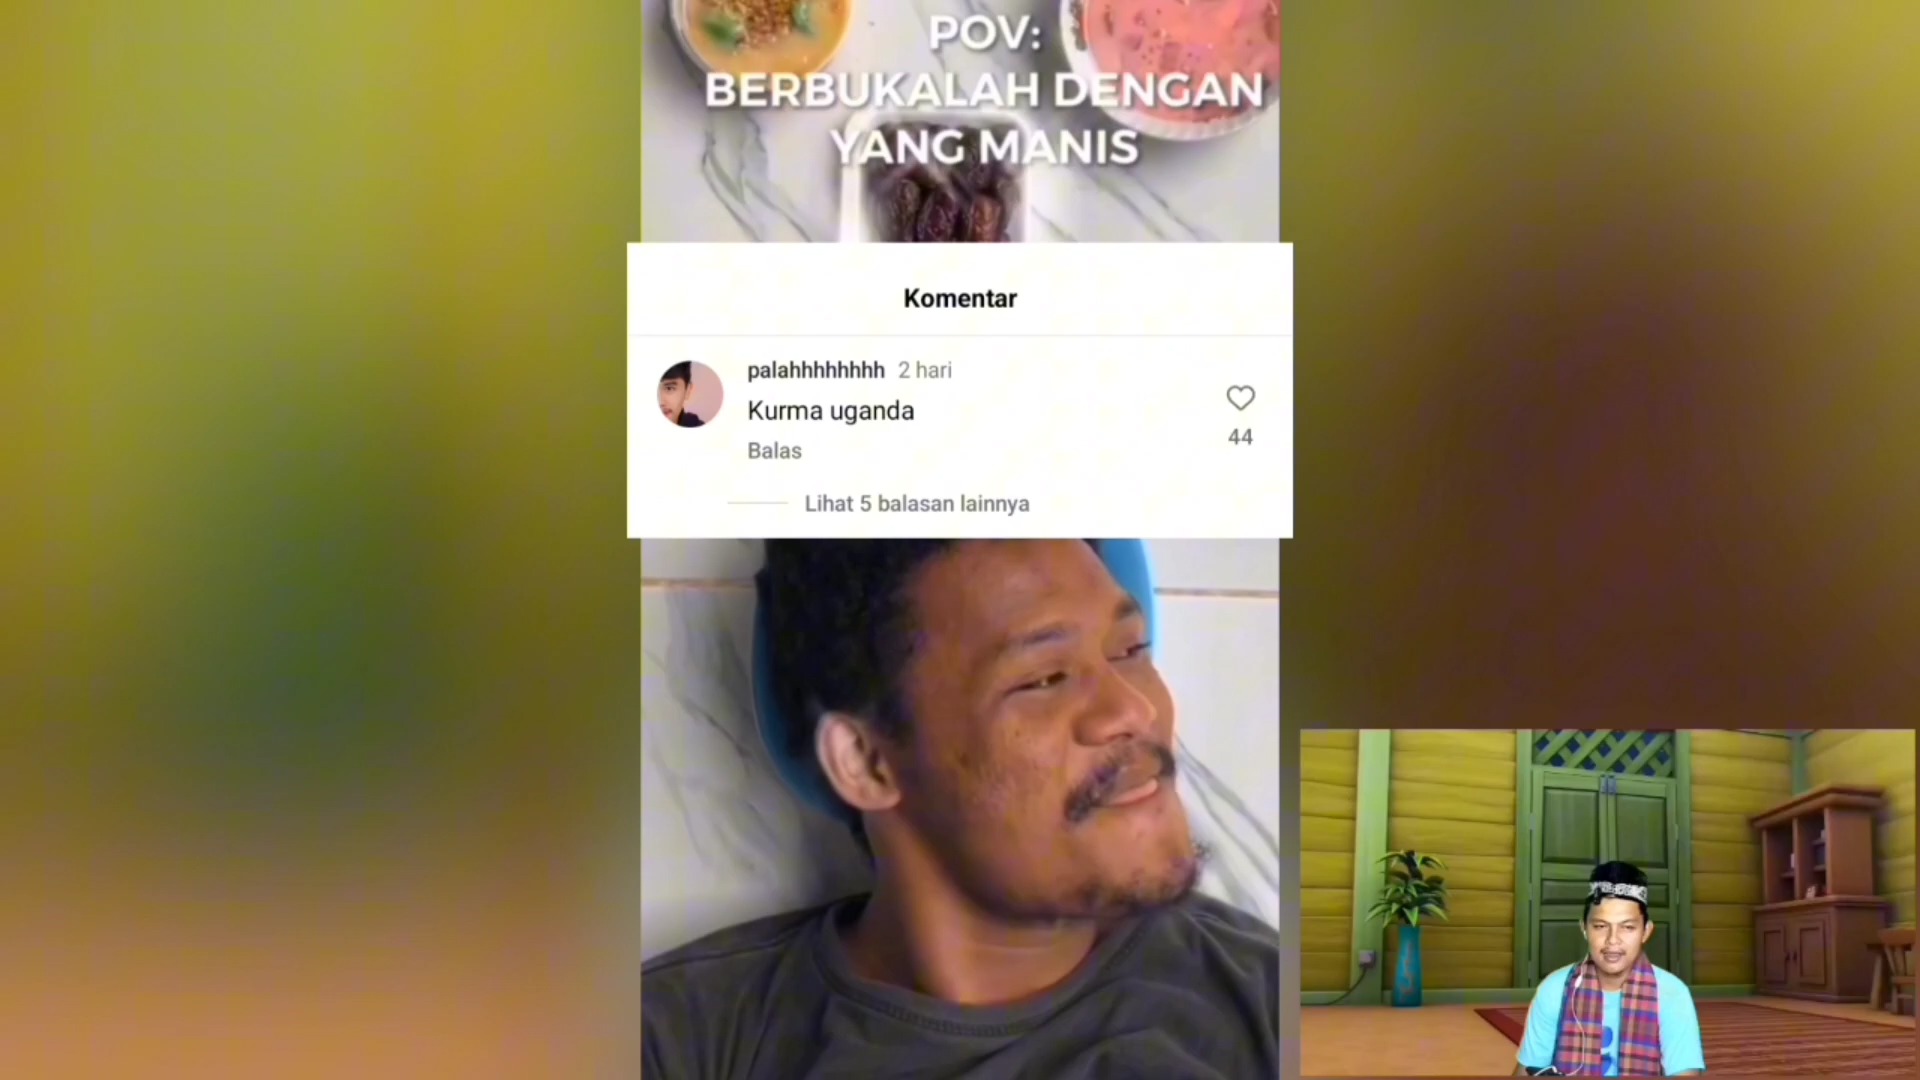 POV:
BERBUKALAH DENGAN
YANG MANIS
Komentar
palahhhhhhhh 2 hari
Kurma uganda
44
Balas
Lihat 5 balasan lainnya